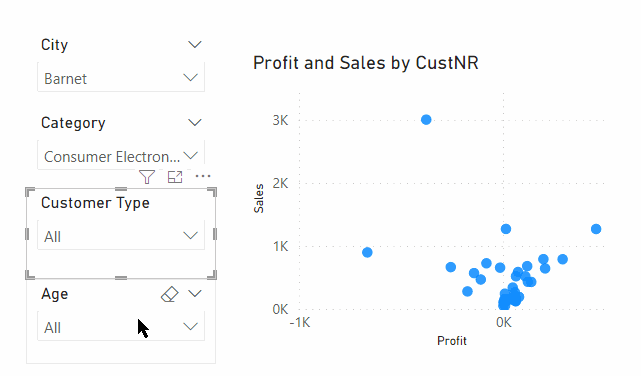 City
Barnet
Category
Consumer Electron...
Customer Type
All
Age
All
Profit and Sales by CustNR
Sales
3K
2K
1K
0K
-1K
0K
Profit